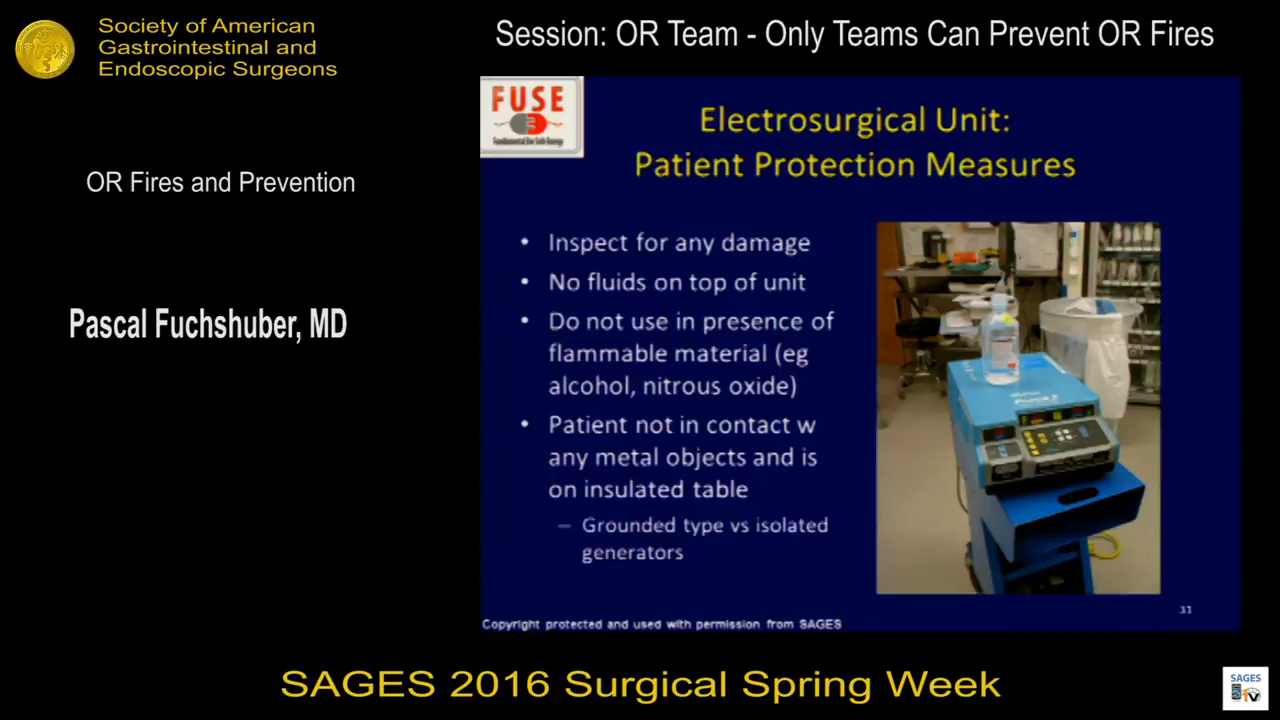 Society of American
Gastrointestinal and
Endoscopic Surgeons
Session: OR Team - Only Teams Can Prevent OR Fires
OR Fires and Prevention
Pascal Fuchshuber, MD
FUSE
Electrosurgical Unit:
Patient Protection Measures
• Inspect for any damage
• No fluids on top of unit
• Do not use in presence of
flammable material (eg
alcohol, nitrous oxide)
• Patient not in contact w
any metal objects and is
on insulated table
– Grounded type vs isolated
generators
Copyright protected and used with permission from SAGES
SAGES 2016 Surgical Spring Week
SAGES